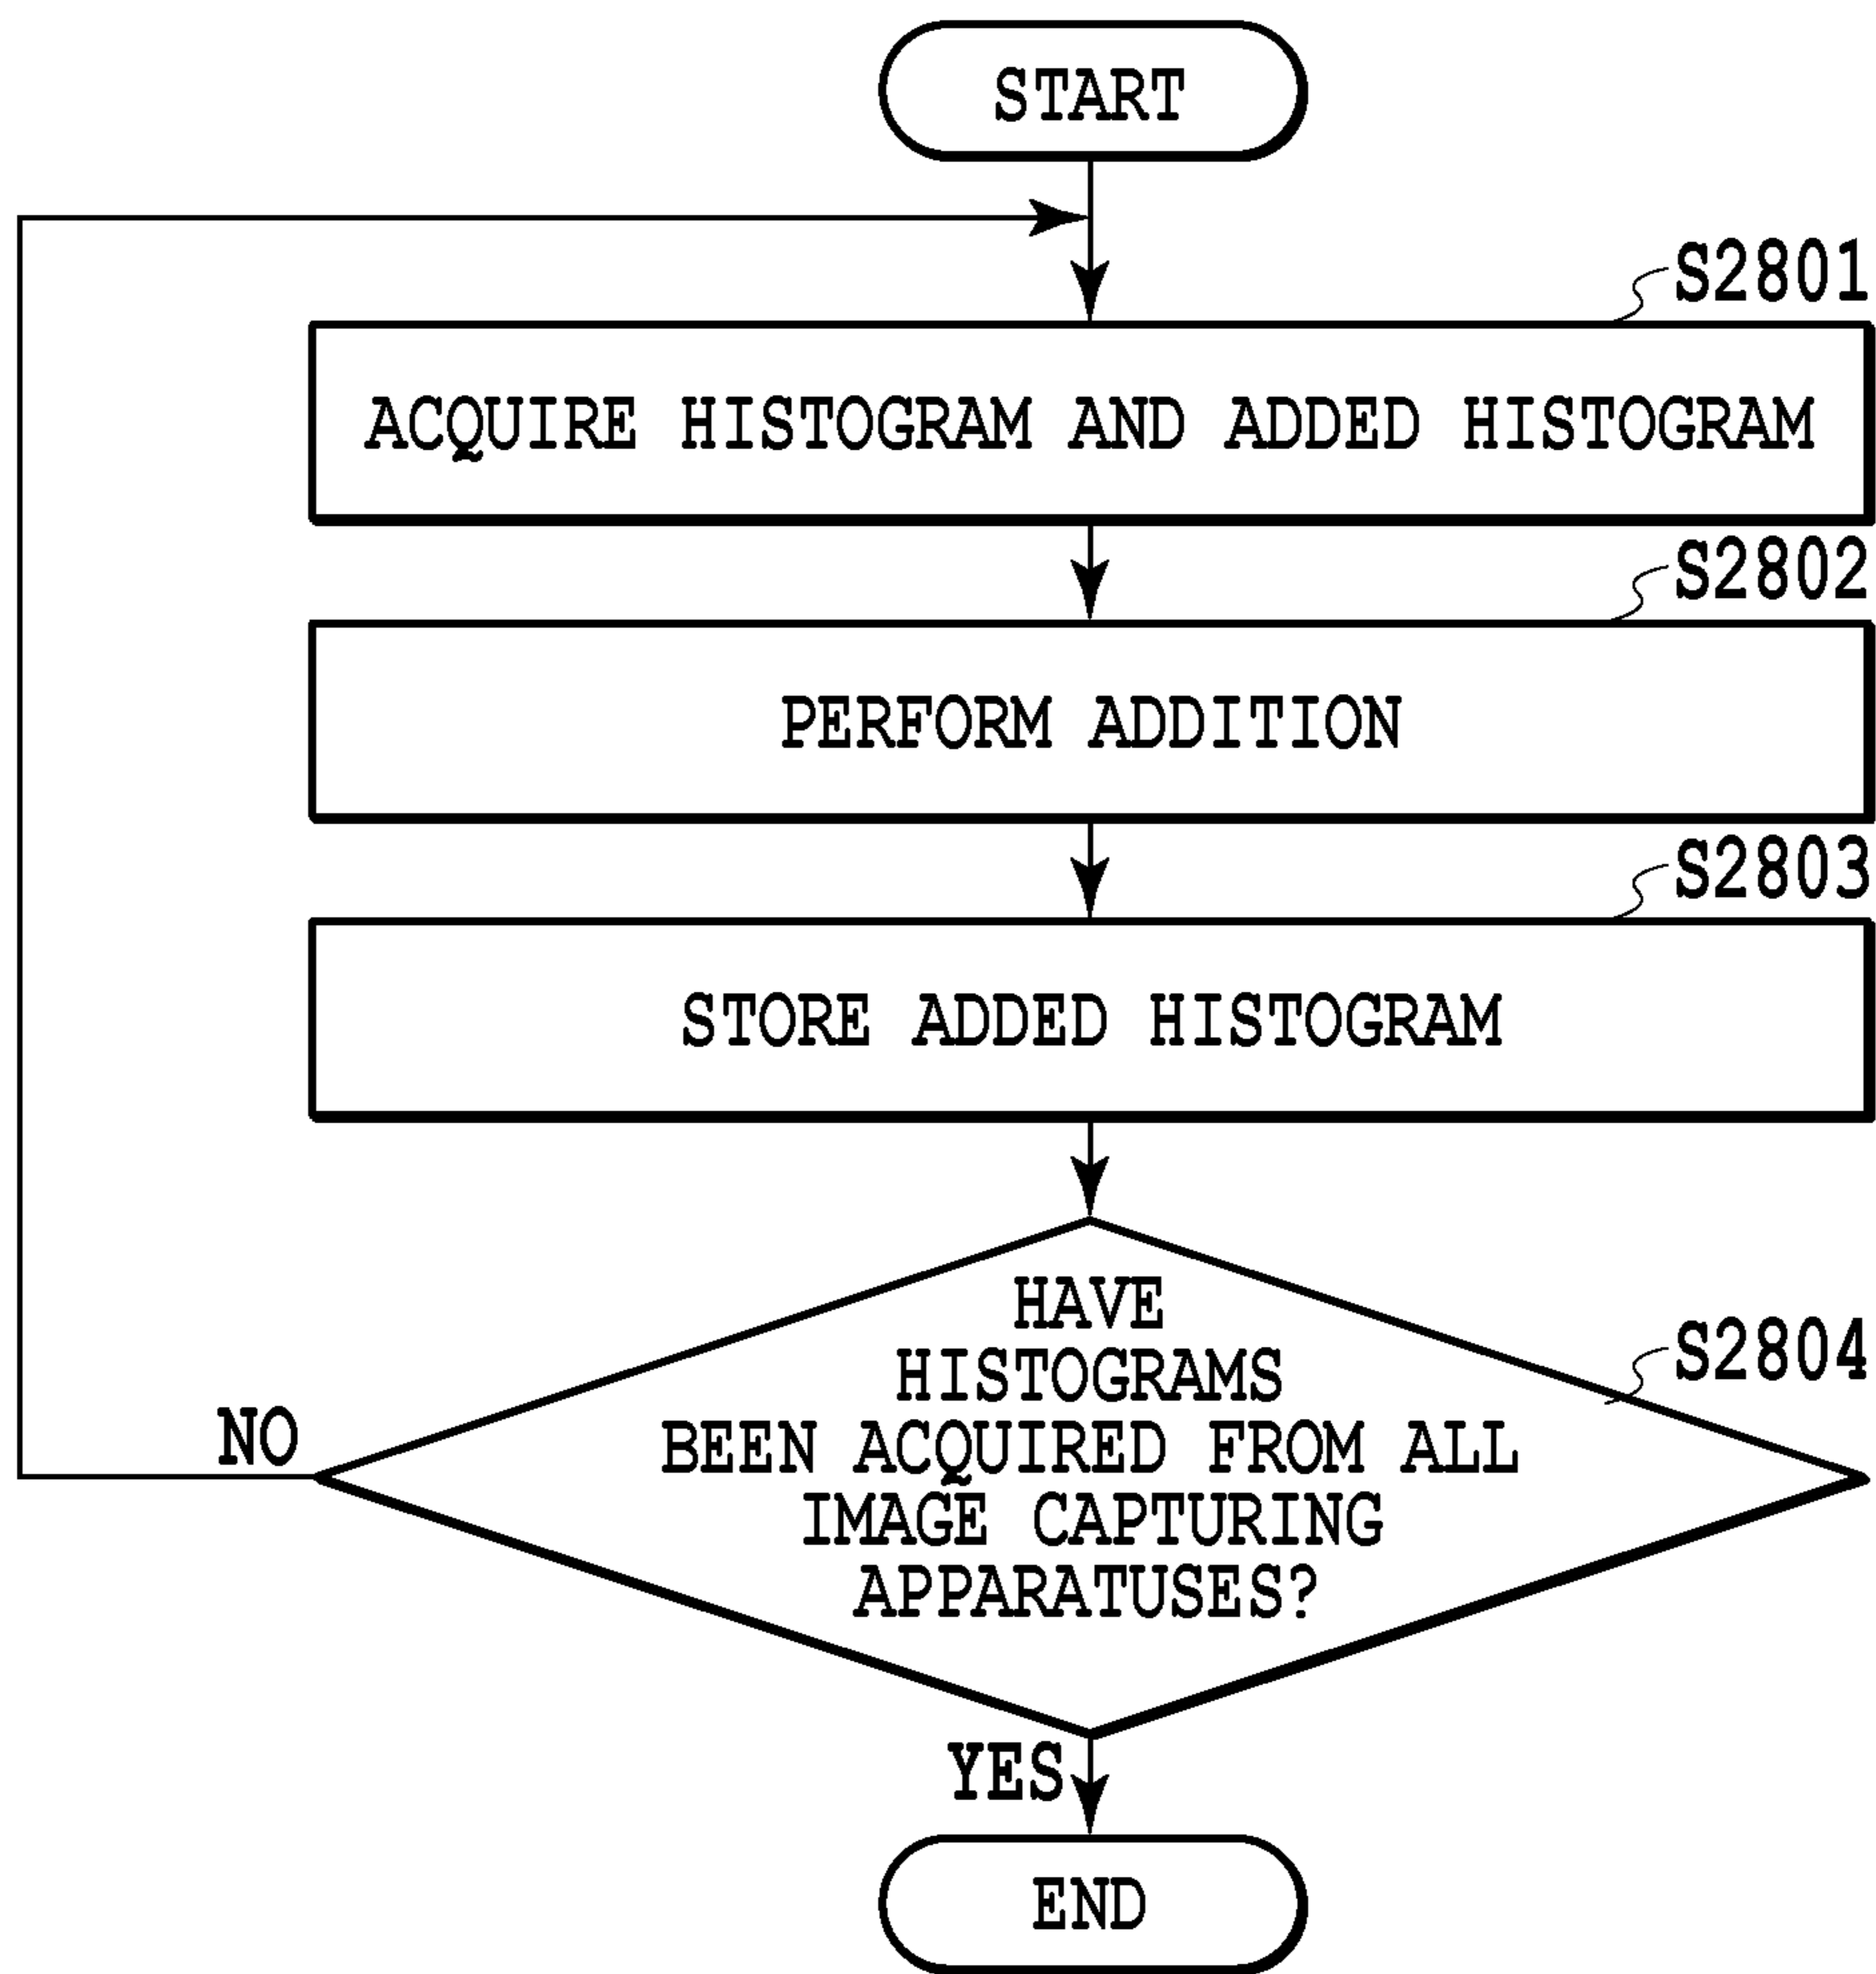 START
S2801
ACQUIRE HISTOGRAM AND ADDED HISTOGRAM
S2802
PERFORM ADDITION
S2803
STORE ADDED HISTOGRAM
HAVE
HISTOGRAMS
S2804
BEEN ACQUIRED FROM ALL
IMAGE CAPTURING
APPARATUSES?
NO
YES
END